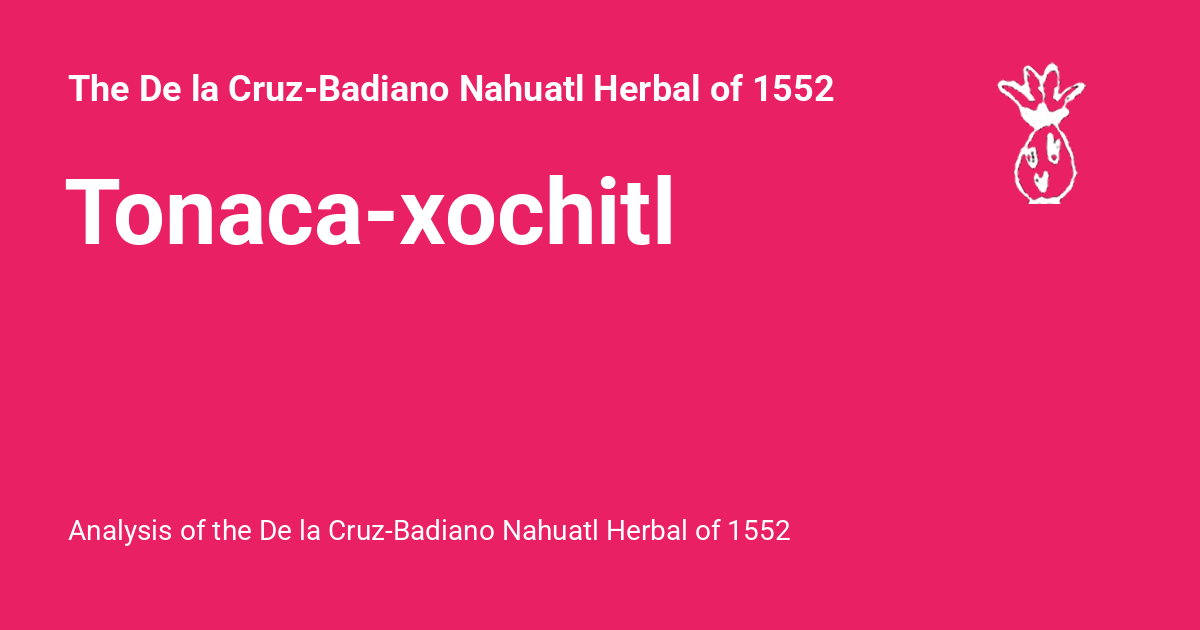 The De la Cruz-Badiano Nahuatl Herbal of 1552
Tonaca-xochitl
Analysis of the De la Cruz-Badiano Nahuatl Herbal of 1552